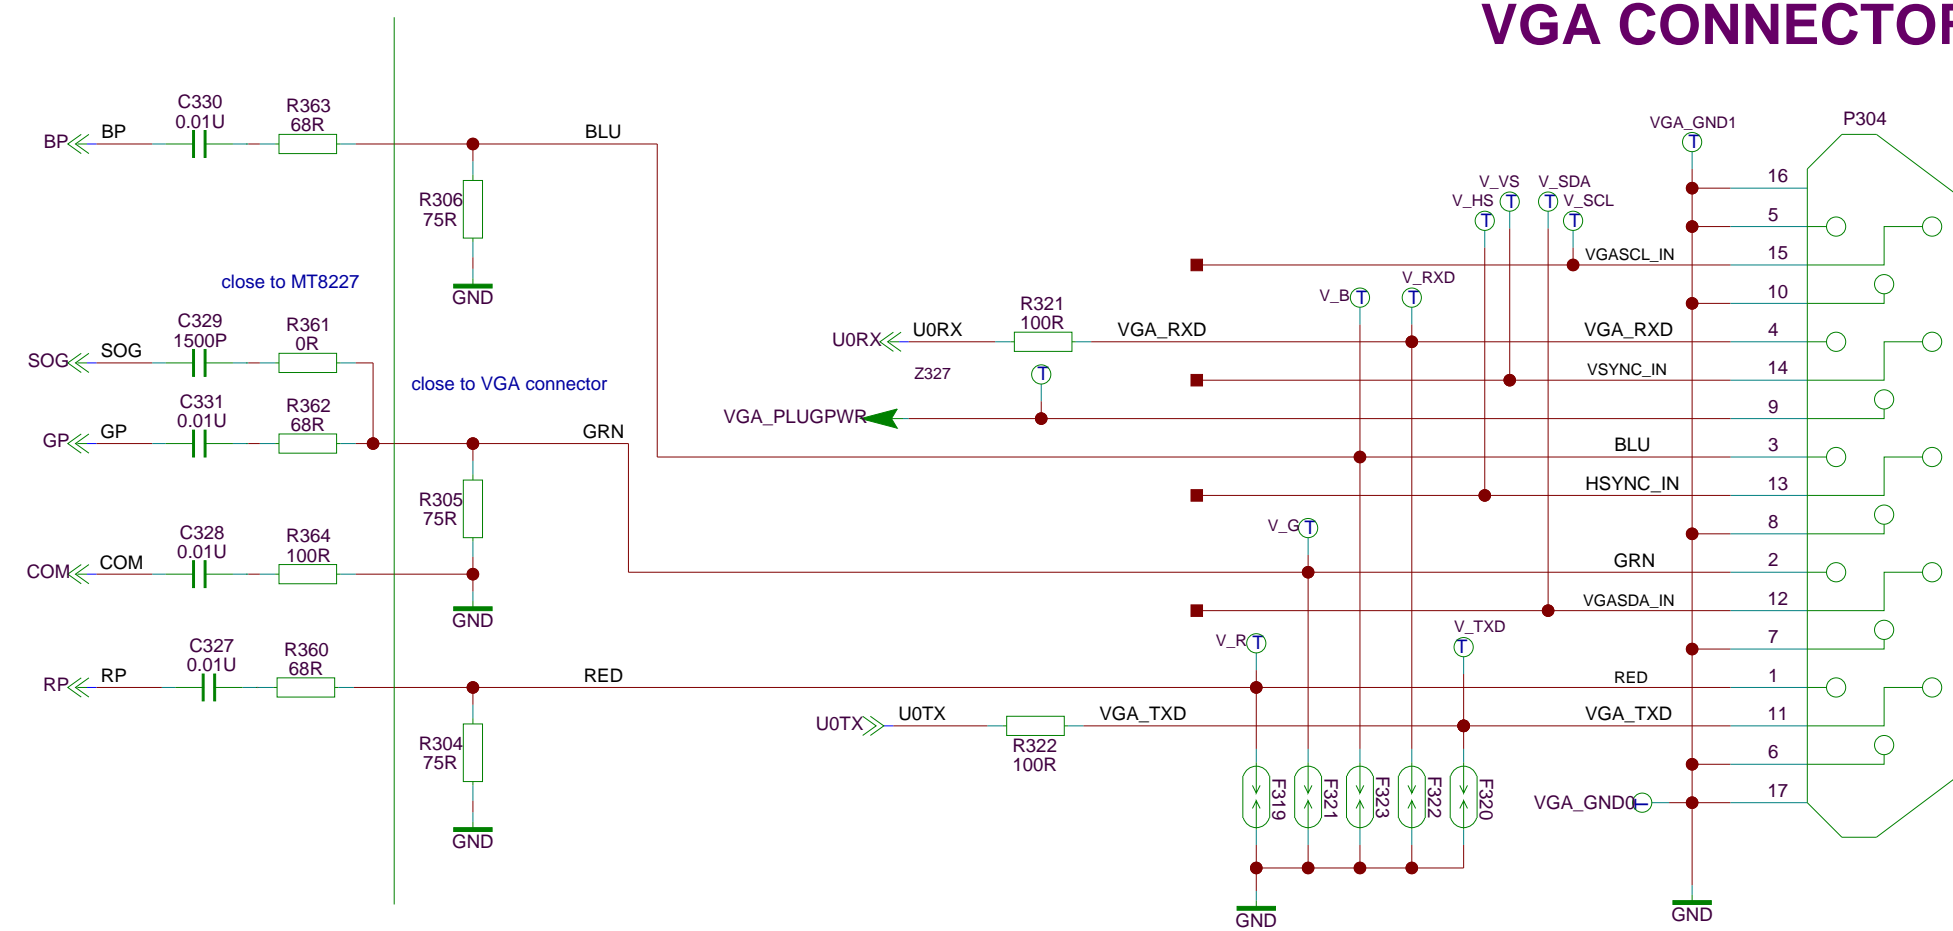 VGA CONNECTOR
C330
0.01U
R363
68R
BP
BP
BLU
R306
75R
GND
close to MT8227
C329
1500P
R361
0R
SOG
SOG
close to VGA connector
C331
0.01U
R362
68R
GP
GP
GRN
R305
75R
C328
0.01U
R364
100R
COM
COM
GND
C327
0.01U
R360
68R
RP
RP
RED
R304
75R
GND
U0RX
U0RX
R321
100R
VGA_RXD
Z327
T
VGA_PLUGPWR
U0TX
U0TX
R322
100R
VGA_TXD
V_R
T
V_G
T
V_B
T
V_RXD
T
V_TXD
T
V_HS
T
V_VS
T
V_SDA
T
V_SCL
T
F319
F321
F323
F322
F320
GND
VGA_GND1
T
P304
16
5
VGASCL_IN
15
10
VGA_RXD
4
VSYNC_IN
14
9
BLU
3
HSYNC_IN
13
8
GRN
2
VGASDA_IN
12
7
RED
1
VGA_TXD
11
6
17
VGA_GND0
T
GND